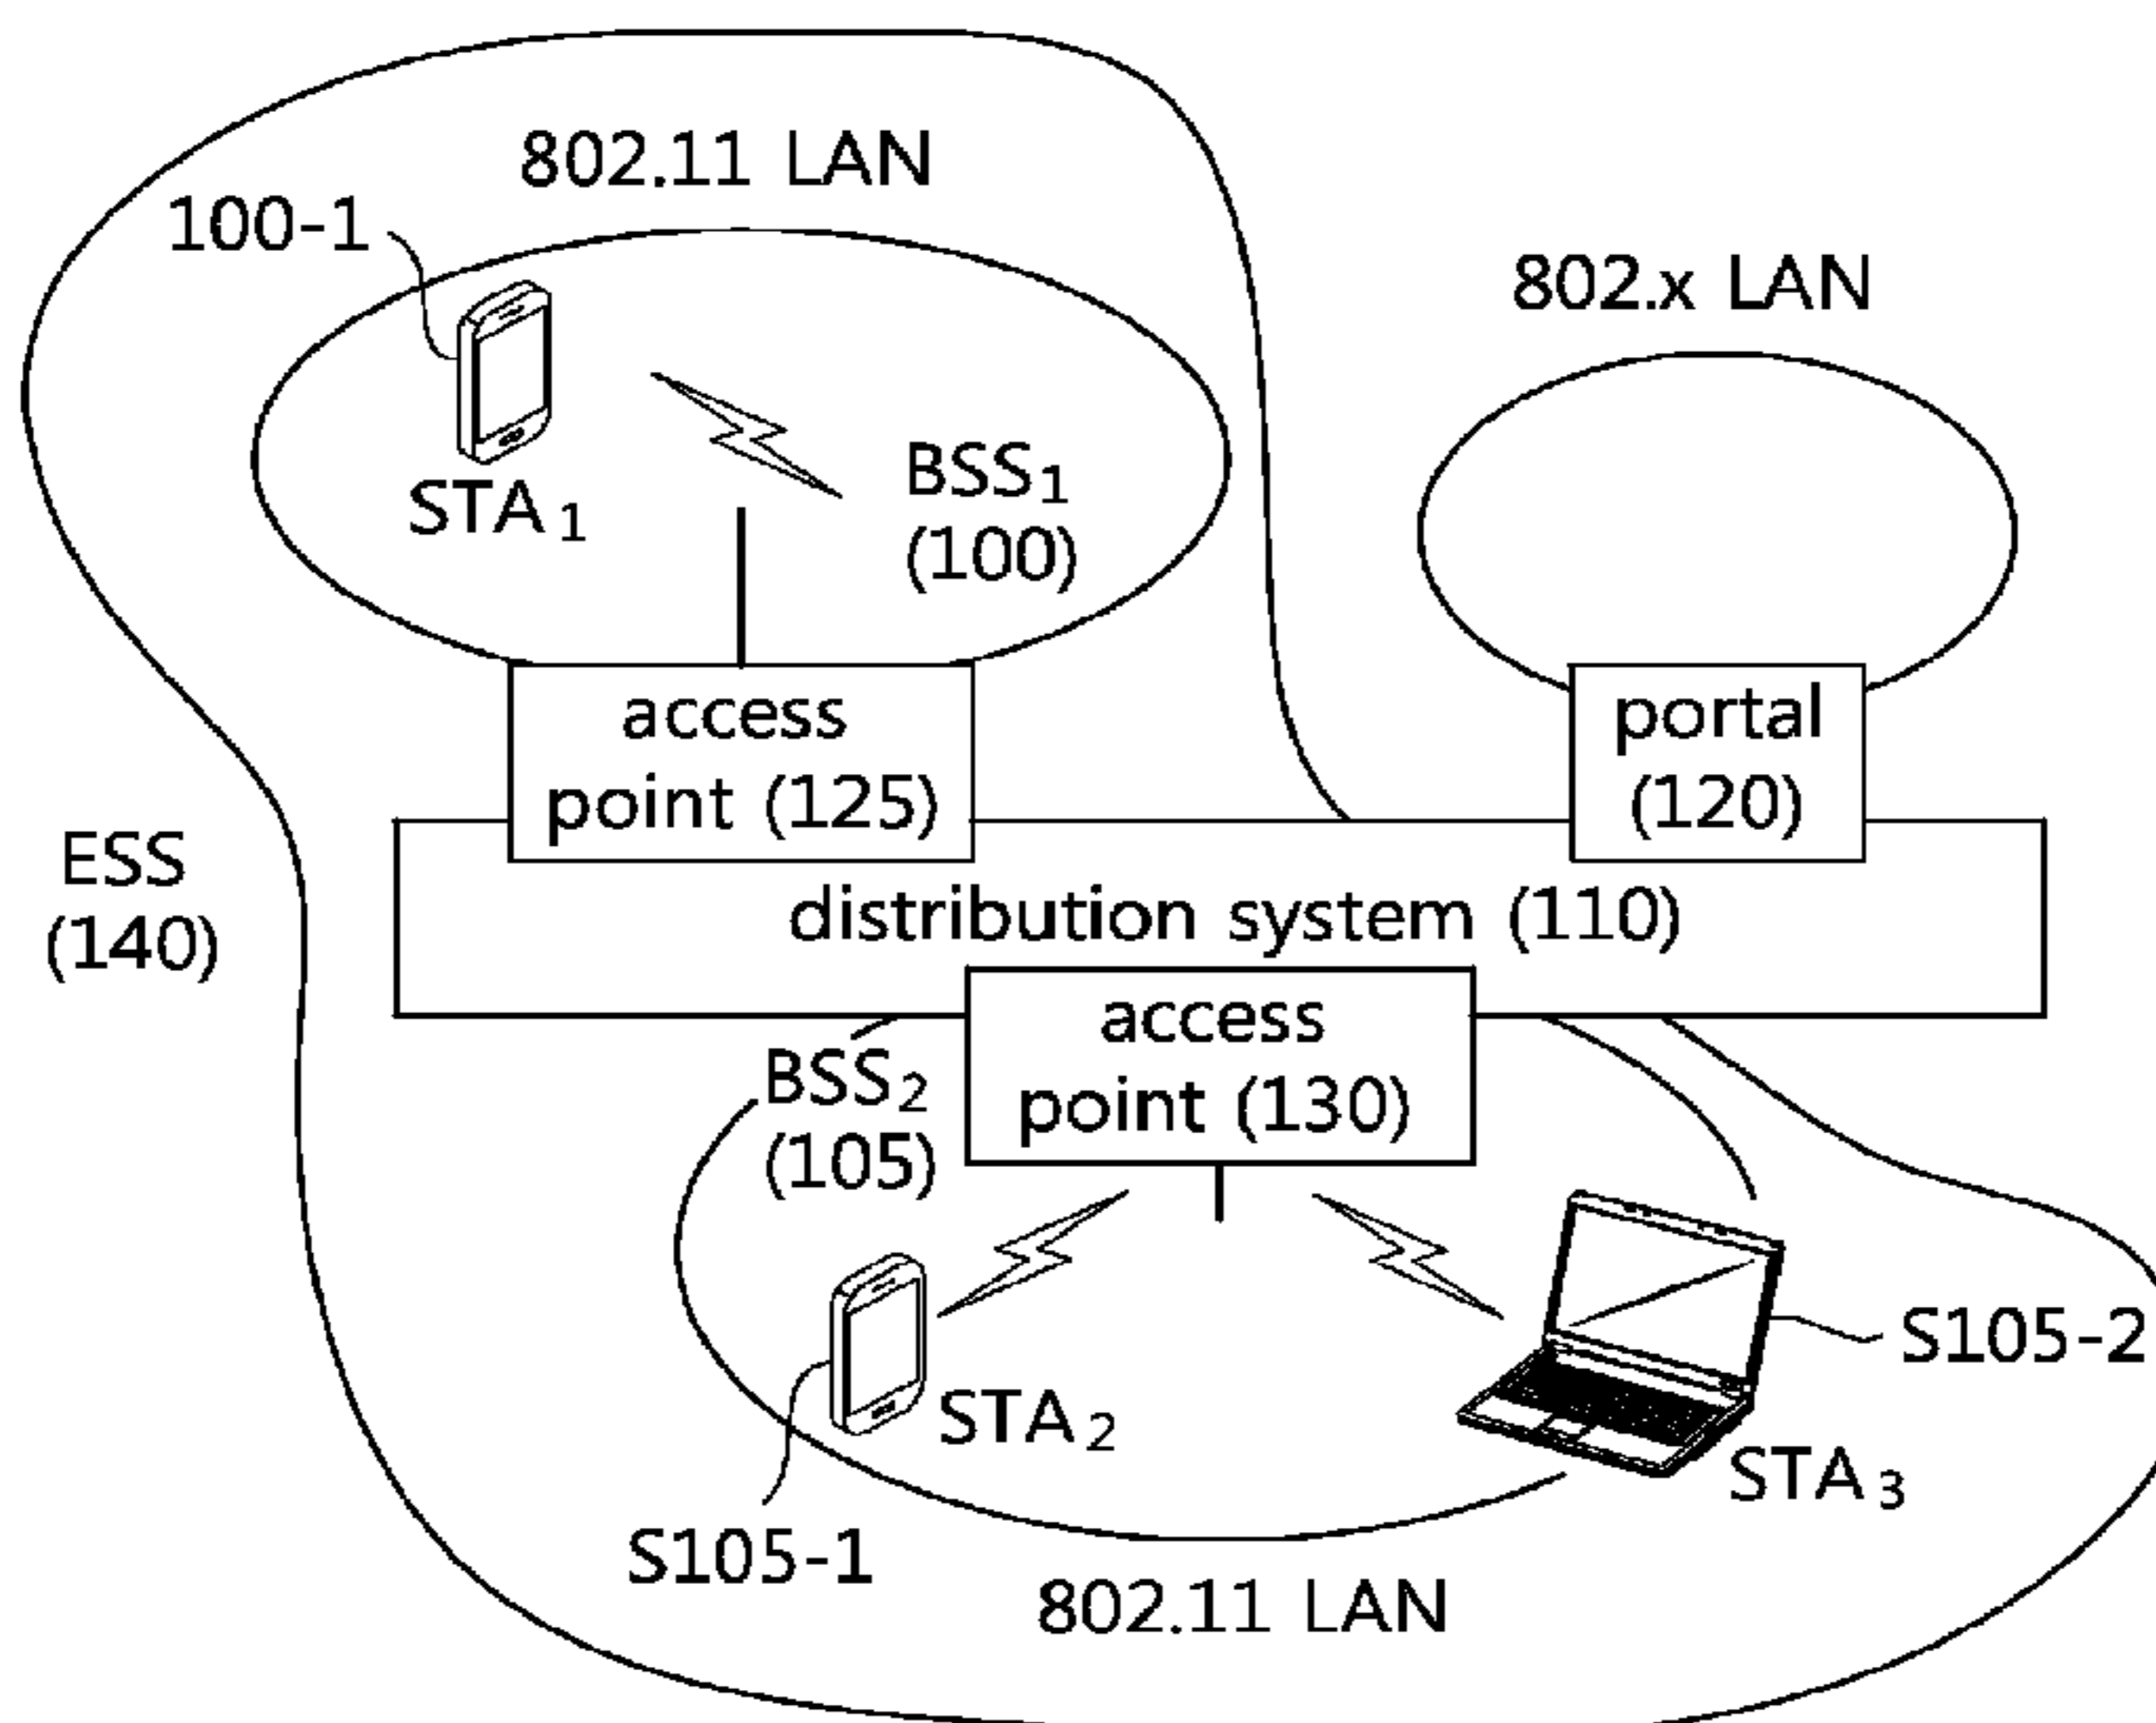 802.11 LAN
100-1
802.x LAN
STA1
BSS1
(100)
access
point (125)
portal
(120)
ESS
(140)
distribution system (110)
access
point (130)
BSS2
(105)
S105-2
STA2
STA3
S105-1
802.11 LAN